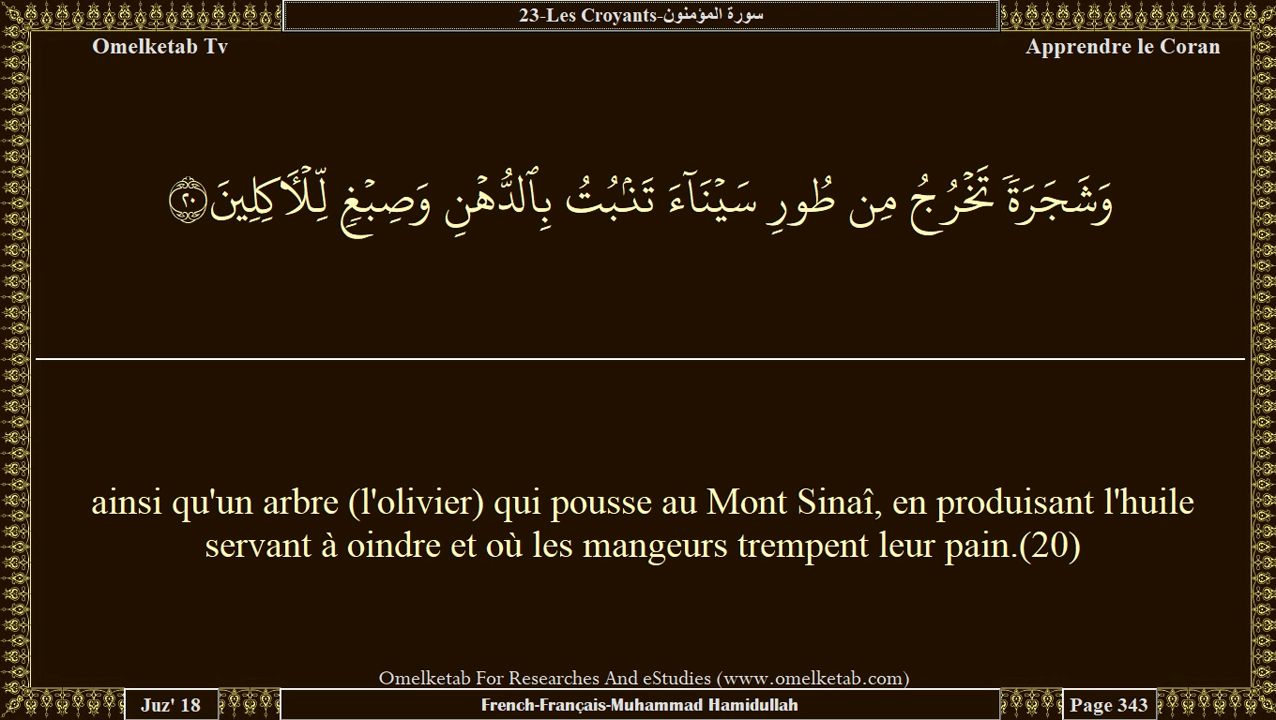 23-Les Croyants-سورة المؤمنون
Omelketab Tv
Apprendre le Coran
وَشَجَرَةٗ تَخۡرُجُ مِن طُورِ سَيۡنَآءَ تَنۢبُتُ بِٱلدُّهۡنِ وَصِبۡغٖ لِّلۡأٓكِلِينَ ٢٠
ainsi qu'un arbre (l'olivier) qui pousse au Mont Sinaî, en produisant l'huile
servant à oindre et où les mangeurs trempent leur pain.(20)
Omelketab For Researches And eStudies (www.omelketab.com)
Juz' 18
French-Français-Muhammad Hamidullah
Page 343